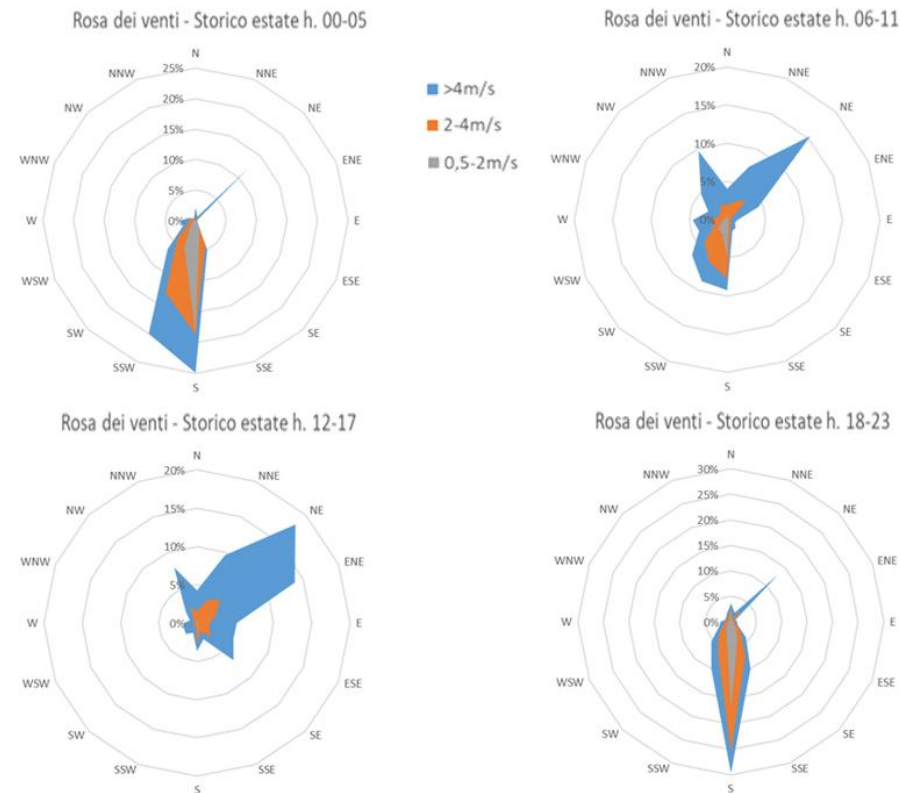 Rosa dei venti - Storico estate h. 00-05
N
NNE
NE
ENE
E
ESE
SE
SSE
S
SSW
SW
WSW
W
WNW
NW
NNW
25%
20%
15%
10%
5%
0%
>4m/s
2-4m/s
0,5-2m/s
Rosa dei venti - Storico estate h. 06-11
N
NNE
NE
ENE
E
ESE
SE
SSE
S
SSW
SW
WSW
W
WNW
NW
NNW
20%
15%
10%
5%
0%
Rosa dei venti - Storico estate h. 12-17
N
NNE
NE
ENE
E
ESE
SE
SSE
S
SSW
SW
WSW
W
WNW
NW
NNW
20%
15%
10%
5%
0%
Rosa dei venti - Storico estate h. 18-23
N
NNE
NE
ENE
E
ESE
SE
SSE
S
SSW
SW
WSW
W
WNW
NW
NNW
30%
25%
20%
15%
10%
5%
0%